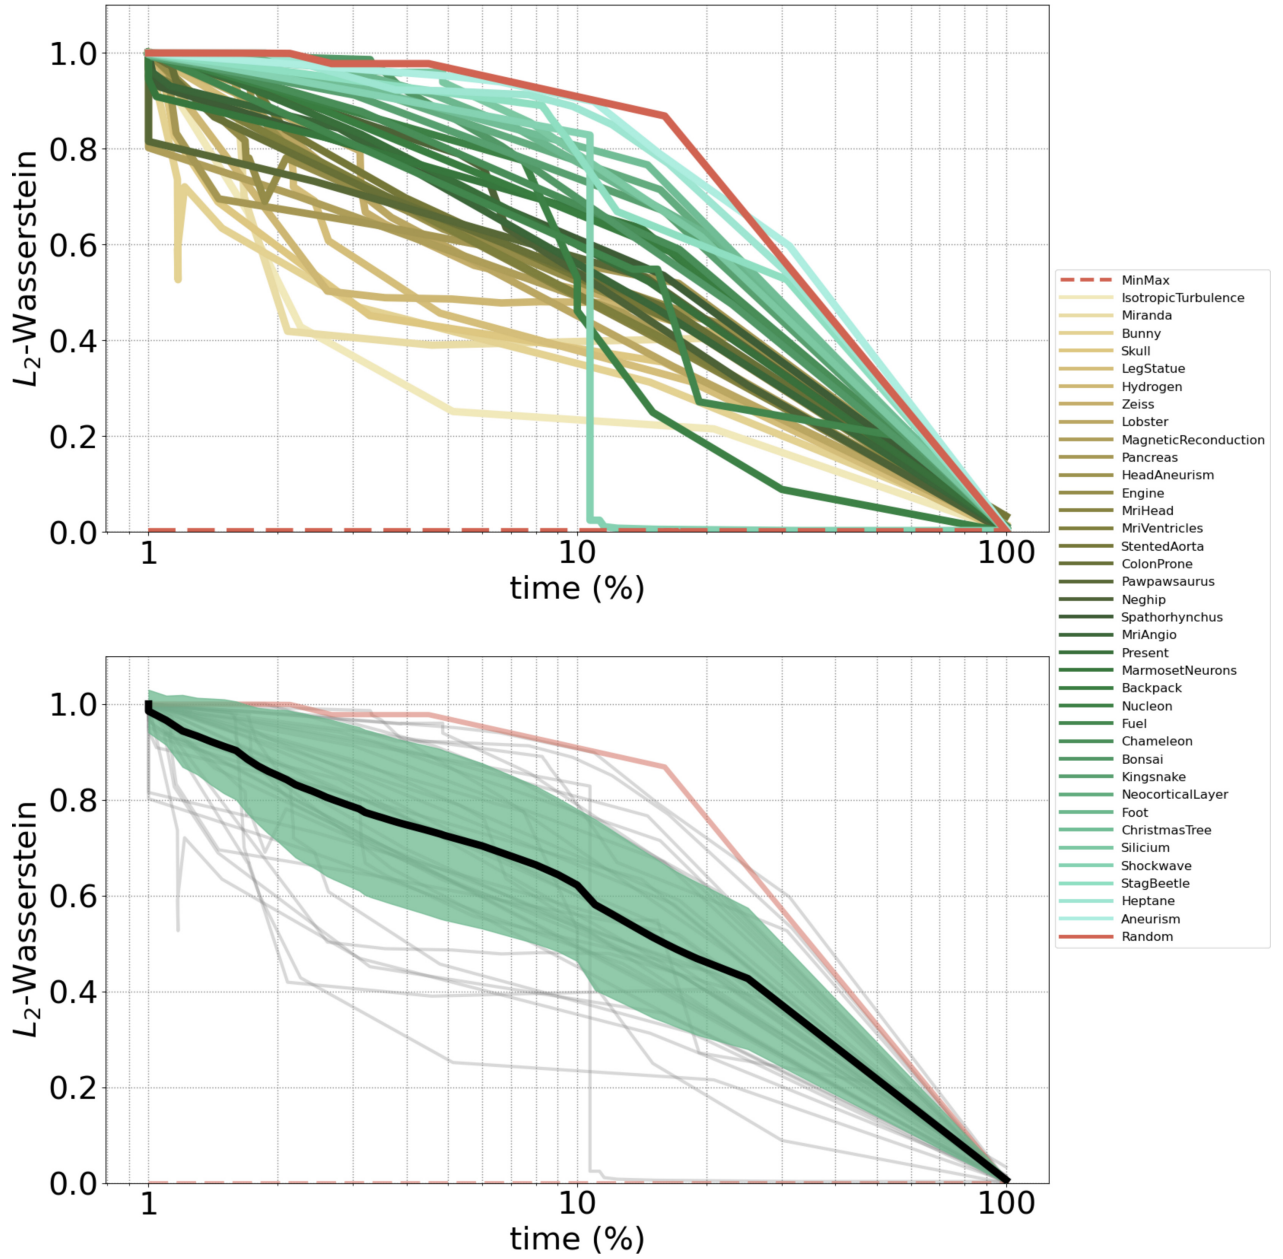 1.0
0.8
0.6
0.4
0.2
0.0
L2-Wasserstein
1
10
100
time (%)
MinMax
IsotropicTurbulence
Miranda
Bunny
Skull
LegStatue
Hydrogen
Zeiss
Lobster
MagneticReconduction
Pancreas
HeadAneurism
Engine
MriHead
MriVentricles
StentedAorta
ColonProne
Pawpawsaurus
Neghip
Spathorhynchus
MriAngio
Present
MarmosetNeurons
Backpack
Nucleon
Fuel
Chameleon
Bonsai
Kingsnake
NeocorticalLayer
Foot
ChristmasTree
Silicium
Shockwave
StagBeetle
Heptane
Aneurism
Random
1.0
0.8
0.6
0.4
0.2
0.0
L2-Wasserstein
1
10
100
time (%)